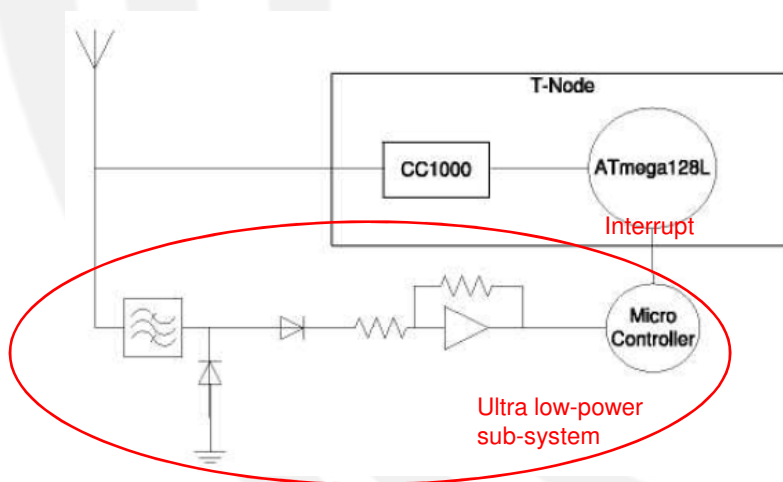 T-Node
CC1000
ATmega128L
Interrupt
Micro
Controller
Ultra low-power
sub-system